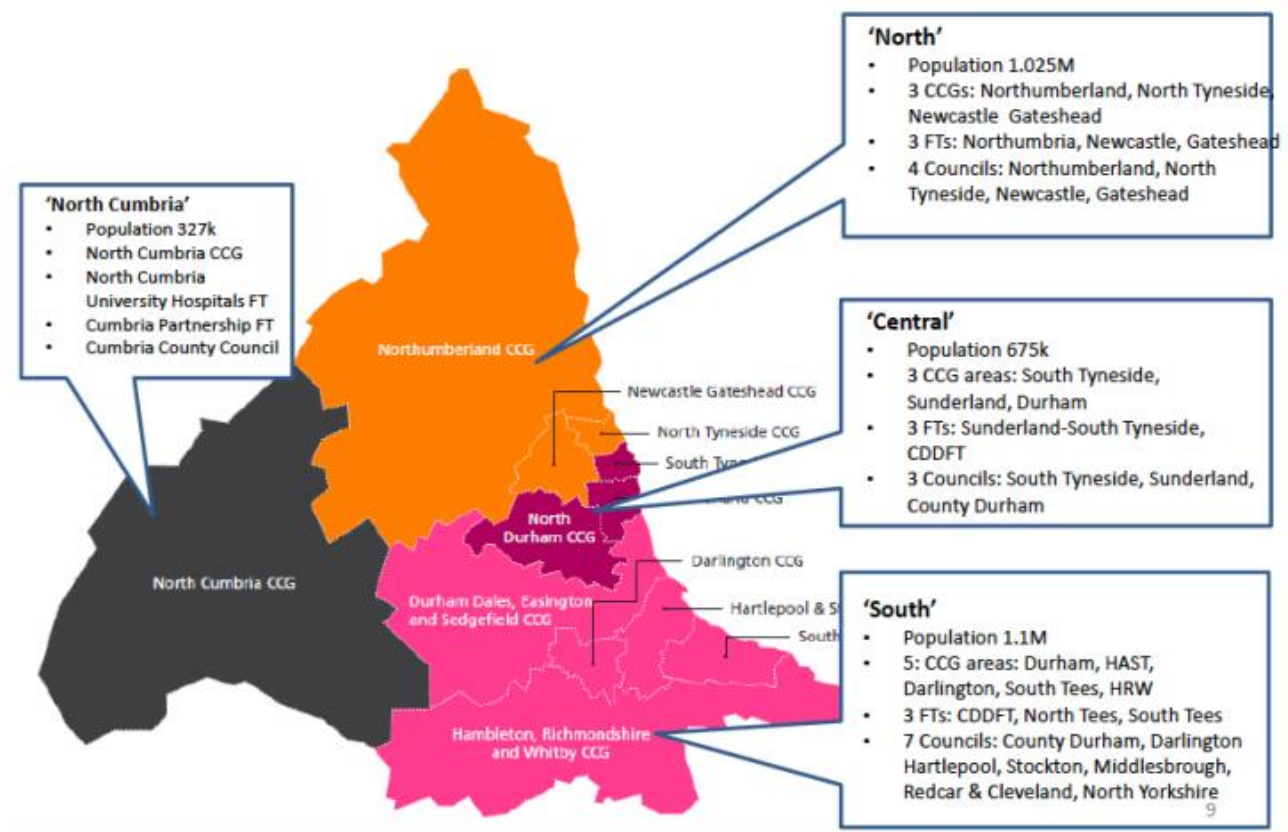 'North'
• Population 1.025M
• 3 CCGs: Northumberland, North Tyneside,
Newcastle Gateshead
• 3 FTs: Northumbria, Newcastle, Gateshead
• 4 Councils: Northumberland, North
Tyneside, Newcastle, Gateshead
'North Cumbria'
• Population 327k
• North Cumbria CCG
• North Cumbria
University Hospitals FT
• Cumbria Partnership FT
• Cumbria County Council
Northumberland CCG
Newcastle Gateshead CCG
North Tyneside CCG
South
CCG
North
Durham CCG
'Central'
• Population 675k
• 3 CCG areas: South Tyneside,
Sunderland, Durham
• 3 FTs: Sunderland-South Tyneside,
CDDFT
• 3 Councils: South Tyneside, Sunderland,
County Durham
Darlington CCG
North Cumbria CCG
Durham Dales, Easington
and Sedgefield CCG
Hartlepool & S
South
Hambleton, Richmondshire
and Whitby CCG
'South'
• Population 1.1M
• 5: CCG areas: Durham, HAST,
Darlington, South Tees, HRW
• 3 FTs: CDDFT, North Tees, South Tees
• 7 Councils: County Durham, Darlington
Hartlepool, Stockton, Middlesbrough,
Redcar & Cleveland, North Yorkshire
9